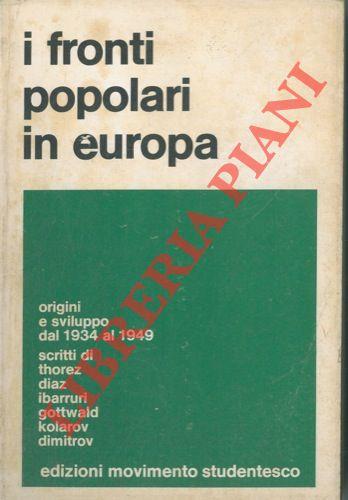 i fronti
popolari
in europa
origini
e sviluppo
dal 1934 al 1949
scritti di
thorez
diaz
ibarruri
gottwald
kolarov
dimitrov
edizioni movimento studentesco
LIBRERIA PIANI